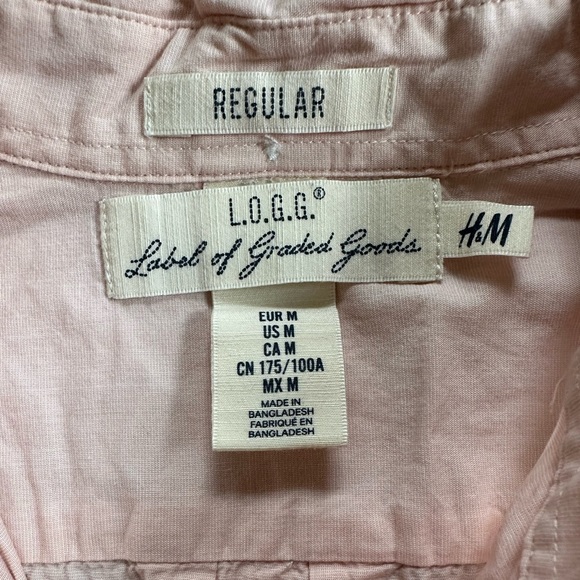 REGULAR
L.O.G.G.®
Label of Graded Goods
H&M
EUR M
US M
CA M
CN 175/100A
MX M
MADE IN
BANGLADESH
FABRIQUÉ EN
BANGLADESH